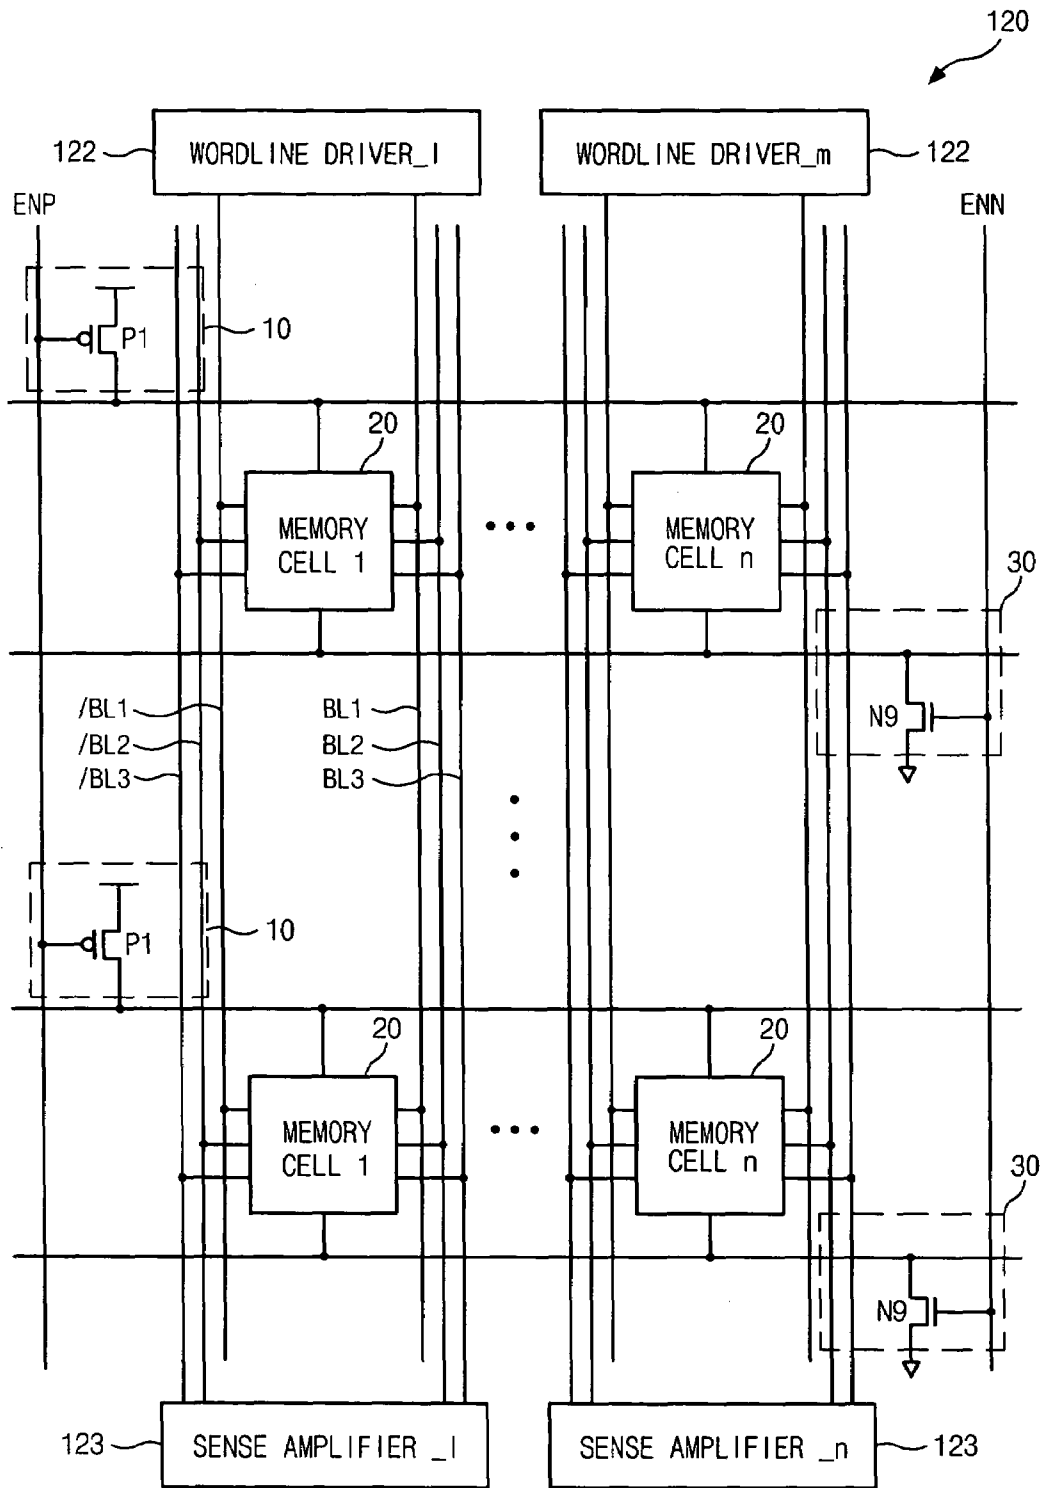 120
122
WORDLINE DRIVER_1
WORDLINE DRIVER_m
122
ENP
ENN
P1
10
20
20
MEMORY
CELL 1
MEMORY
CELL n
30
/BL1
BL1
N9
/BL2
BL2
/BL3
BL3
P1
10
20
20
MEMORY
CELL 1
MEMORY
CELL n
30
N9
123
SENSE AMPLIFIER _1
SENSE AMPLIFIER _n
123